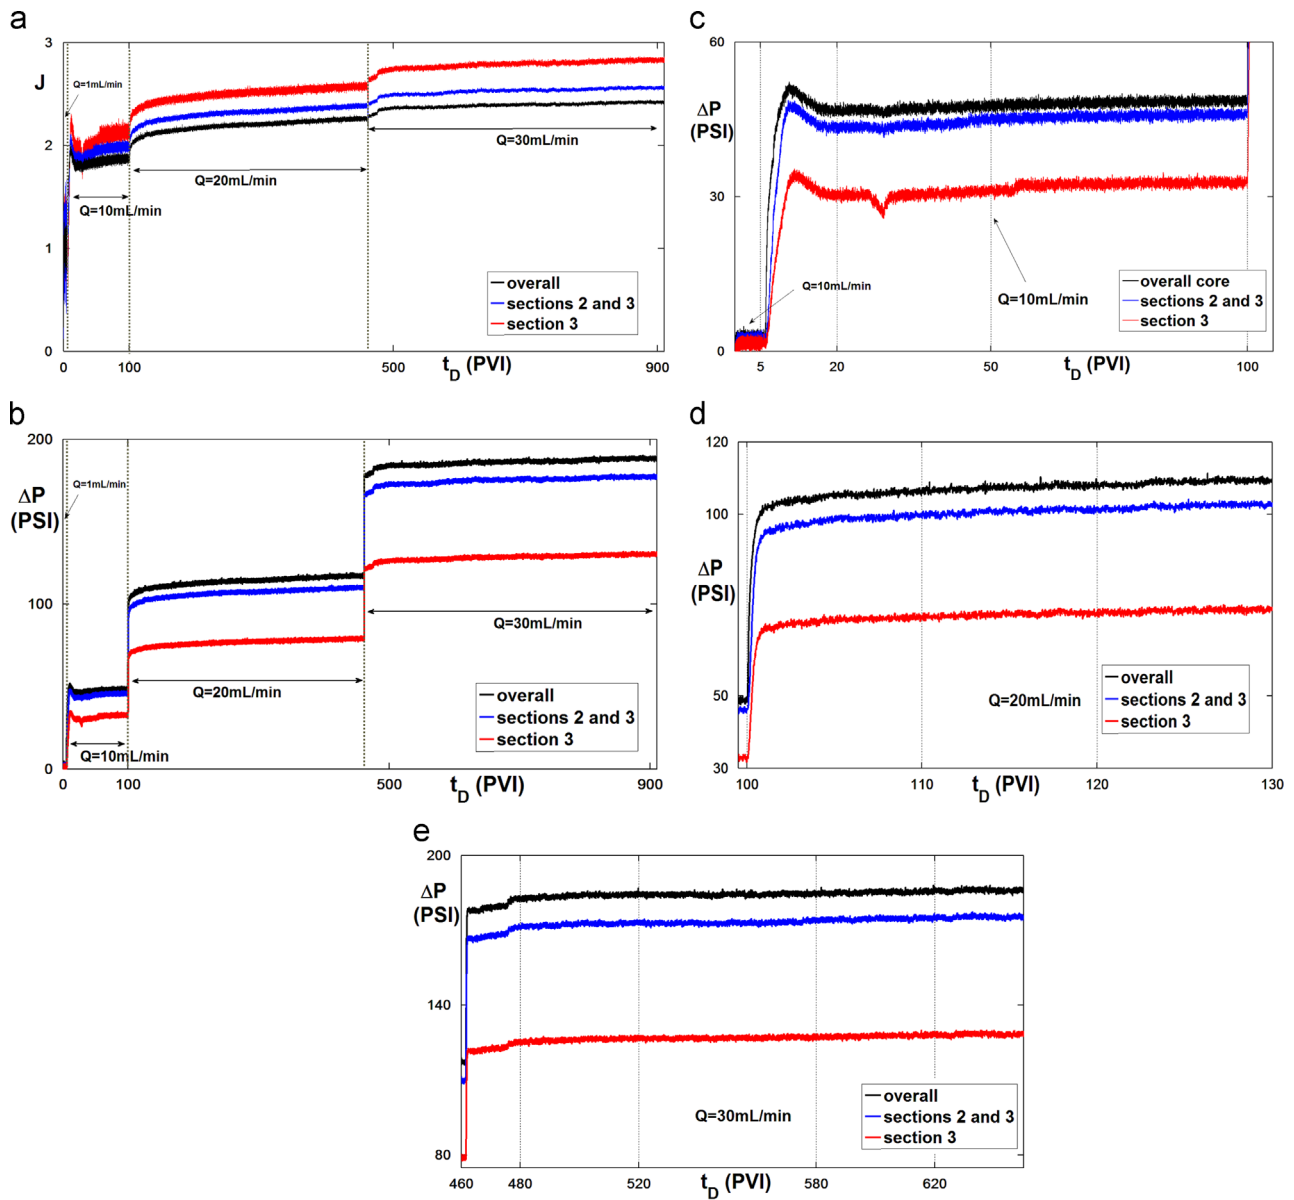 a
3
J
Q=1mL/min
2
Q=30mL/min
Q=20mL/min
Q=10mL/min
1
overall
sections 2 and 3
section 3
0
0 100 500 900
t_D (PVI)
b
200
Q=1mL/min
ΔP
(PSI)
100
Q=30mL/min
Q=20mL/min
overall
sections 2 and 3
section 3
Q=10mL/min
0
0 100 500 900
t_D (PVI)
c
60
ΔP
(PSI)
30
Q=10mL/min
Q=10mL/min
overall core
sections 2 and 3
section 3
0
5 20 50 100
t_D (PVI)
d
120
100
ΔP
(PSI)
50
Q=20mL/min
overall
sections 2 and 3
section 3
30
100 110 120 130
t_D (PVI)
e
200
ΔP
(PSI)
140
overall
sections 2 and 3
section 3
Q=30mL/min
80
460 480 520 580 620
t_D (PVI)